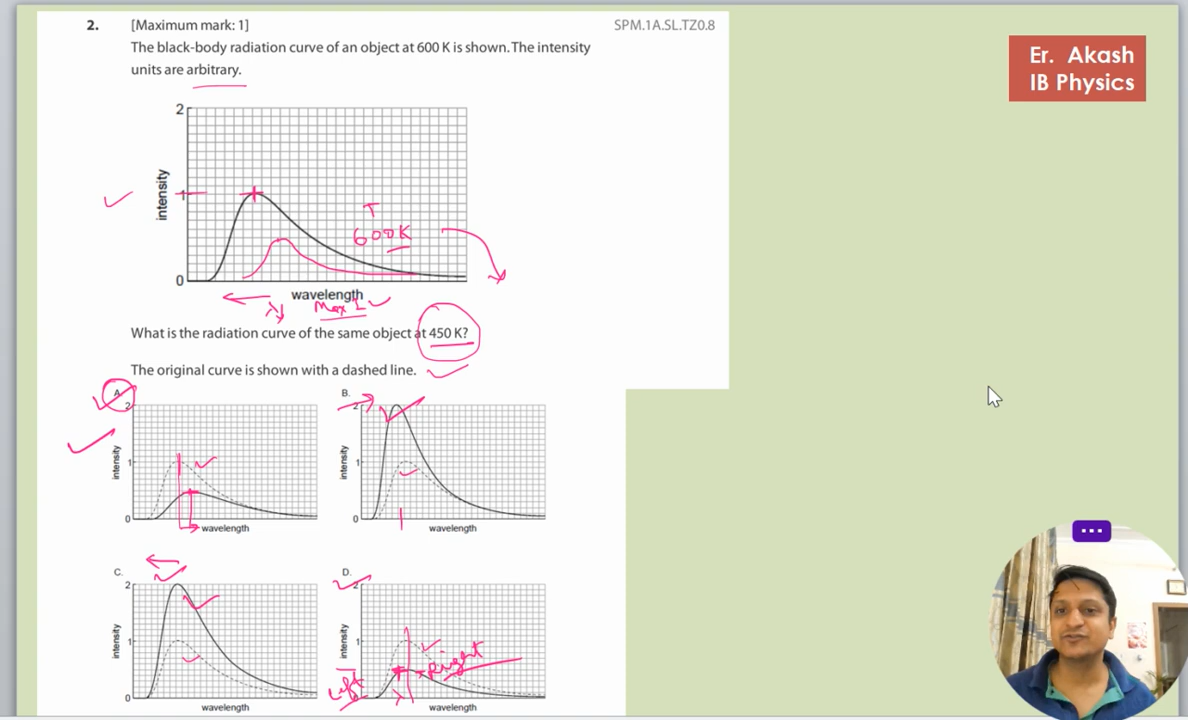 2. [Maximum mark: 1] SPM.1A.SL.TZ0.8
The black-body radiation curve of an object at 600 K is shown. The intensity
units are arbitrary.
Er. Akash
IB Physics
2
intensity
1
T
600K
0
wavelength
λ
Max I
What is the radiation curve of the same object at 450 K?
The original curve is shown with a dashed line.
A. B.
2 2
intensity intensity
1 1
0 0
wavelength wavelength
C. D.
2 2
intensity intensity
1 1
Right
Left
λ
0
wavelength wavelength